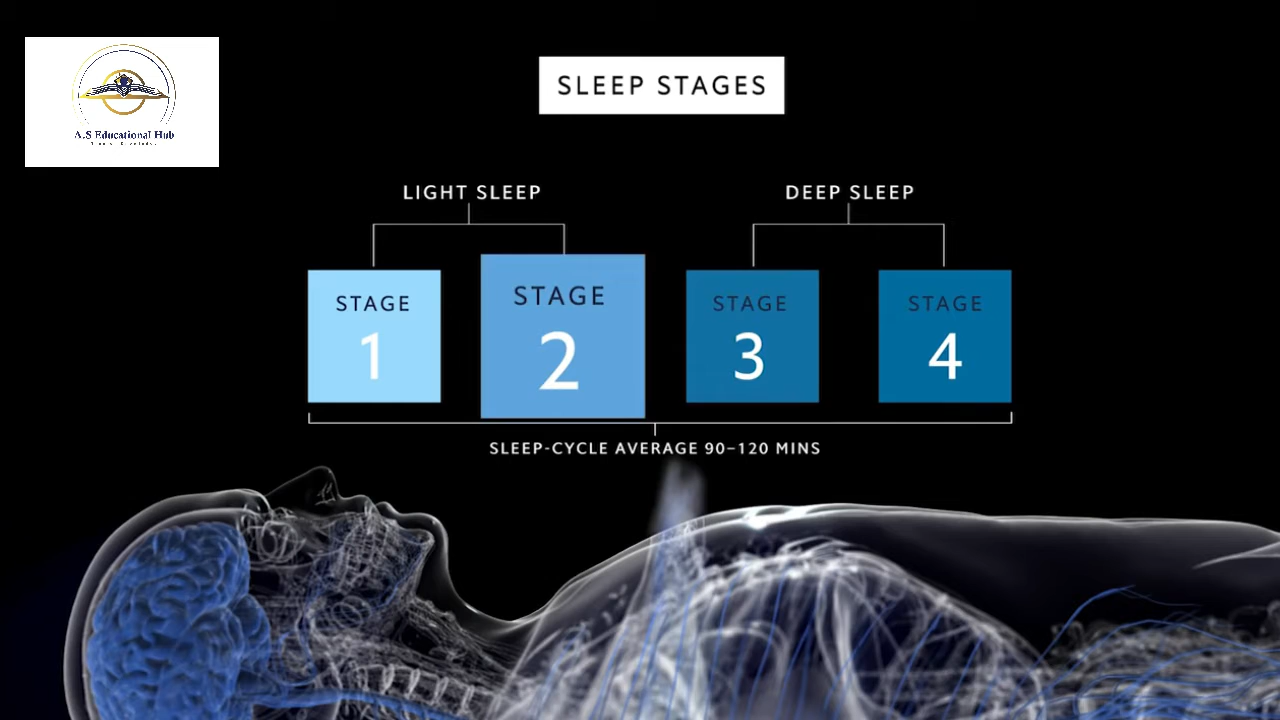 A.S Educational Hub
SLEEP STAGES
LIGHT SLEEP
DEEP SLEEP
STAGE
1
STAGE
2
STAGE
3
STAGE
4
SLEEP-CYCLE AVERAGE 90–120 MINS